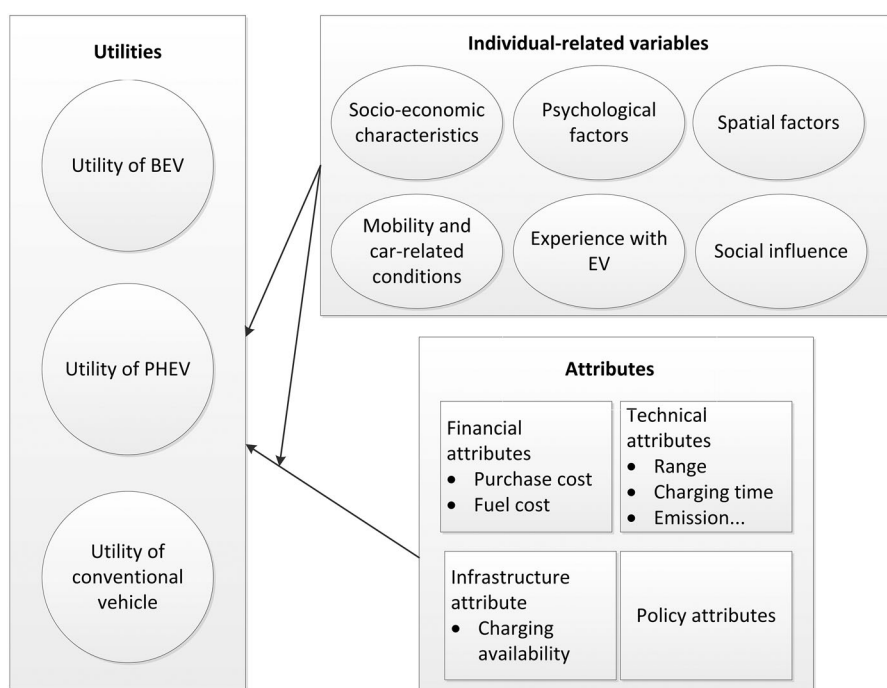 Utilities
Utility of BEV
Utility of PHEV
Utility of
conventional
vehicle
Individual-related variables
Socio-economic
characteristics
Psychological
factors
Spatial factors
Mobility and
car-related
conditions
Experience with
EV
Social influence
Attributes
Financial
attributes
• Purchase cost
• Fuel cost
Technical
attributes
• Range
• Charging time
• Emission...
Infrastructure
attribute
• Charging
availability
Policy attributes